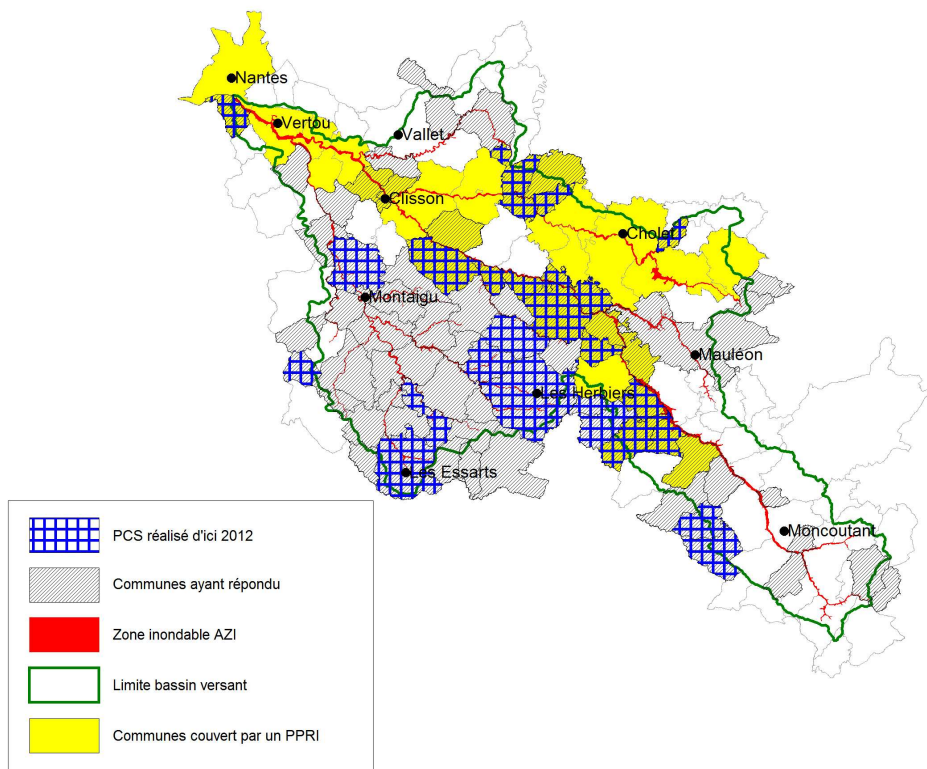 Nantes
Vertou
Vallet
Clisson
Cholet
Montaigu
Mauléon
Les Herbiers
Les Essarts
Moncoutant
PCS réalisé d'ici 2012
Communes ayant répondu
Zone inondable AZI
Limite bassin versant
Communes couvert par un PPRI